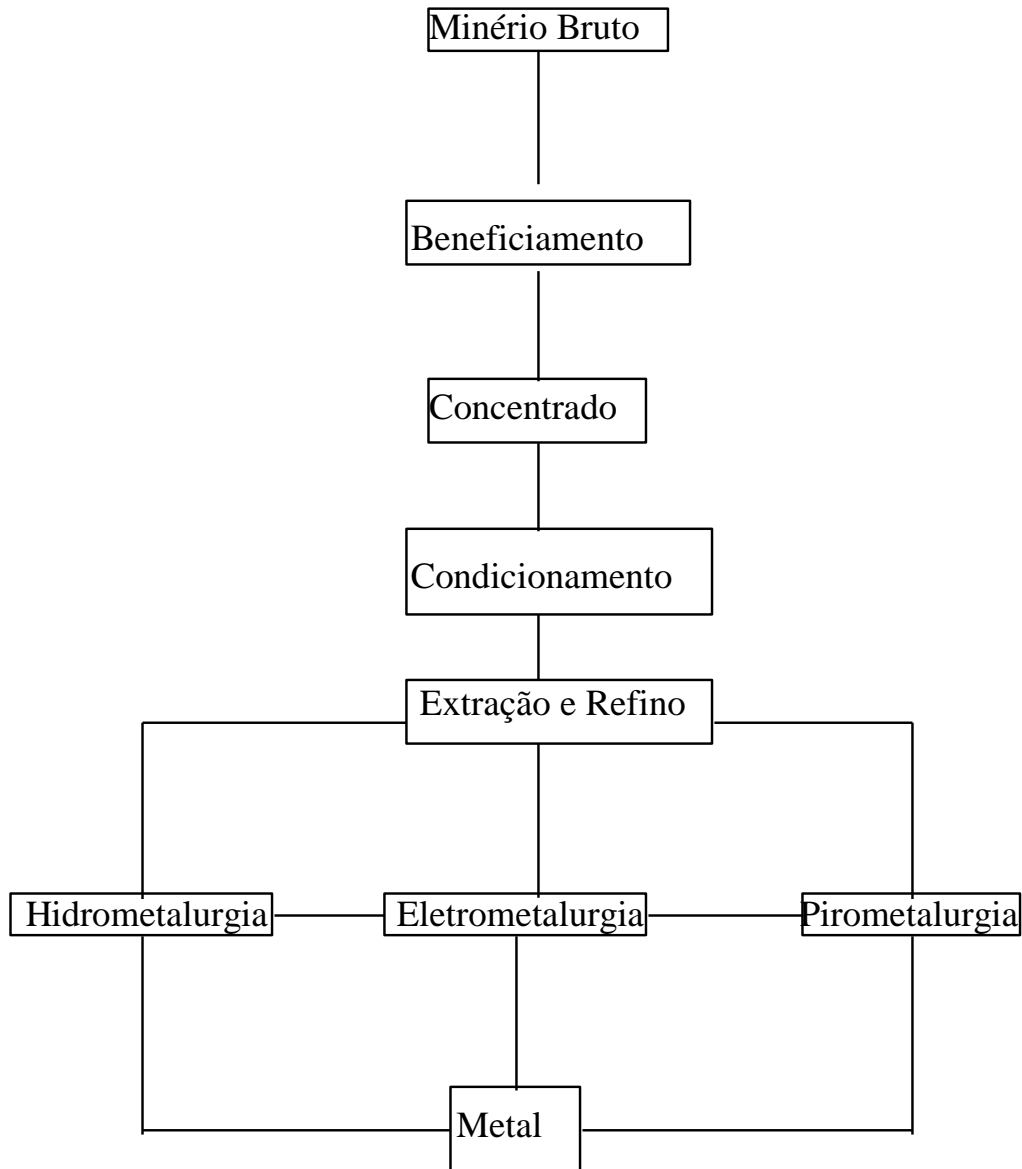 Minério Bruto
Beneficiamento
Concentrado
Condicionamento
Extração e Refino
Hidrometalurgia
Eletrometalurgia
Pirometalurgia
Metal